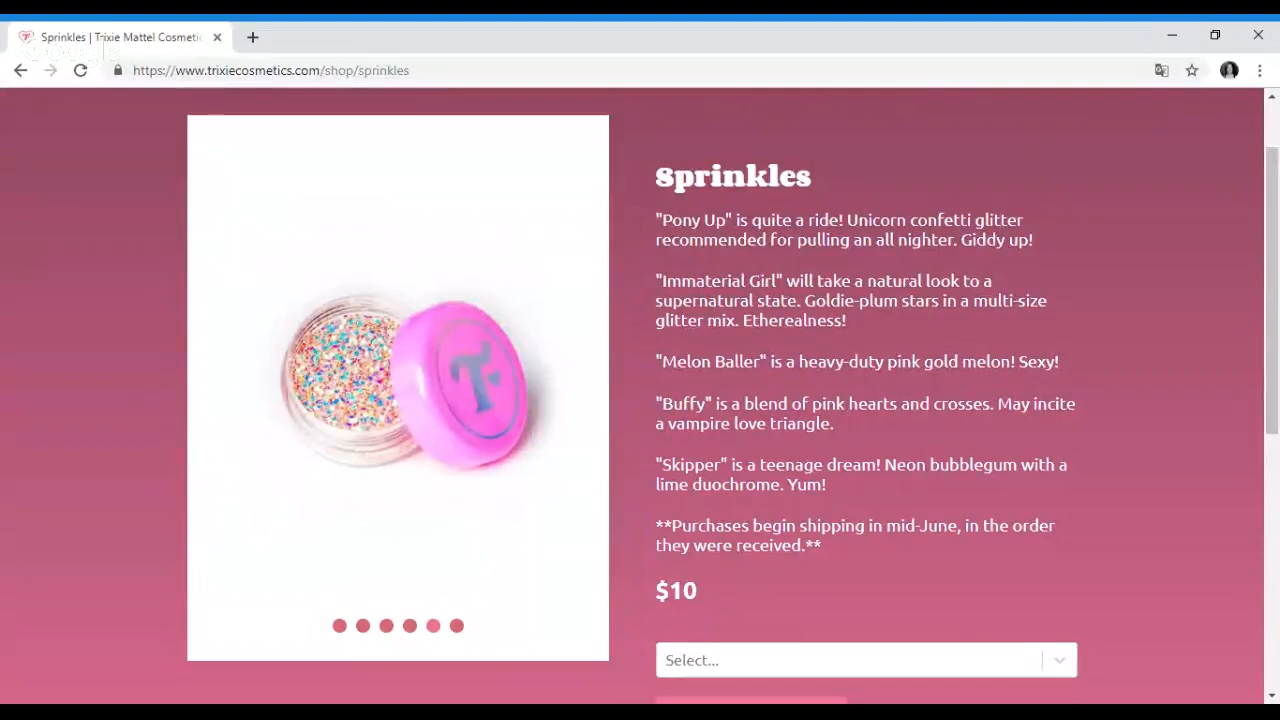 Sprinkles | Trixie Mattel Cosmetic
https://www.trixiecosmetics.com/shop/sprinkles
Sprinkles
"Pony Up" is quite a ride! Unicorn confetti glitter
recommended for pulling an all nighter. Giddy up!
"Immaterial Girl" will take a natural look to a
supernatural state. Goldie-plum stars in a multi-size
glitter mix. Etherealness!
"Melon Baller" is a heavy-duty pink gold melon! Sexy!
"Buffy" is a blend of pink hearts and crosses. May incite
a vampire love triangle.
"Skipper" is a teenage dream! Neon bubblegum with a
lime duochrome. Yum!
**Purchases begin shipping in mid-June, in the order
they were received.**
$10
Select...
T